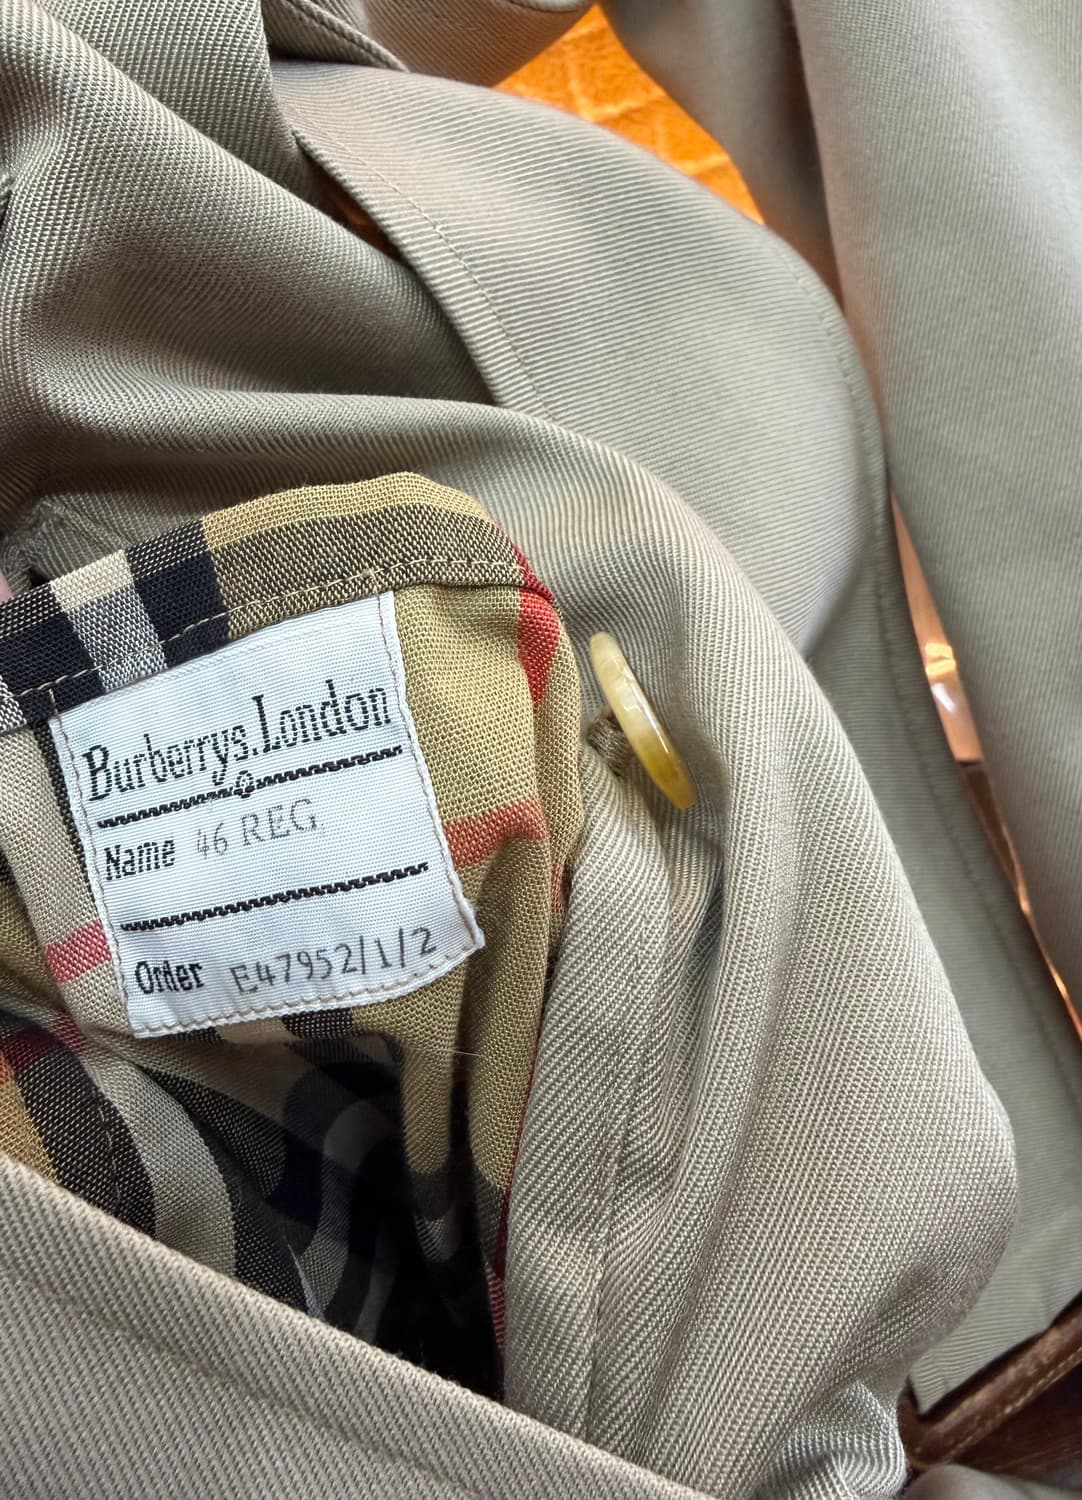 Burberrys.London
Name 46 REG
Order E47952/1/2